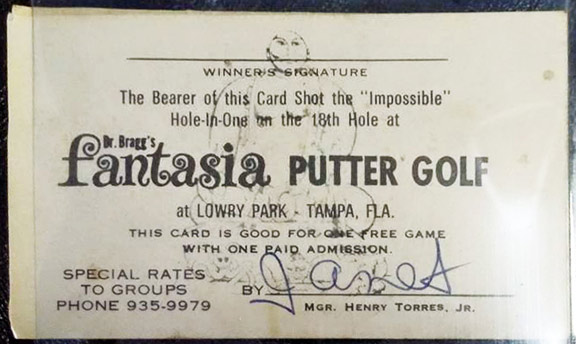 WINNER'S SIGNATURE
The Bearer of this Card Shot the "Impossible"
Hole-In-One on the 18th Hole at
Dr. Bragg's
fantasia PUTTER GOLF
at LOWRY PARK - TAMPA, FLA.
THIS CARD IS GOOD FOR ONE FREE GAME
WITH ONE PAID ADMISSION.
SPECIAL RATES
TO GROUPS
PHONE 935-9979
BY Janet
MGR. HENRY TORRES, JR.